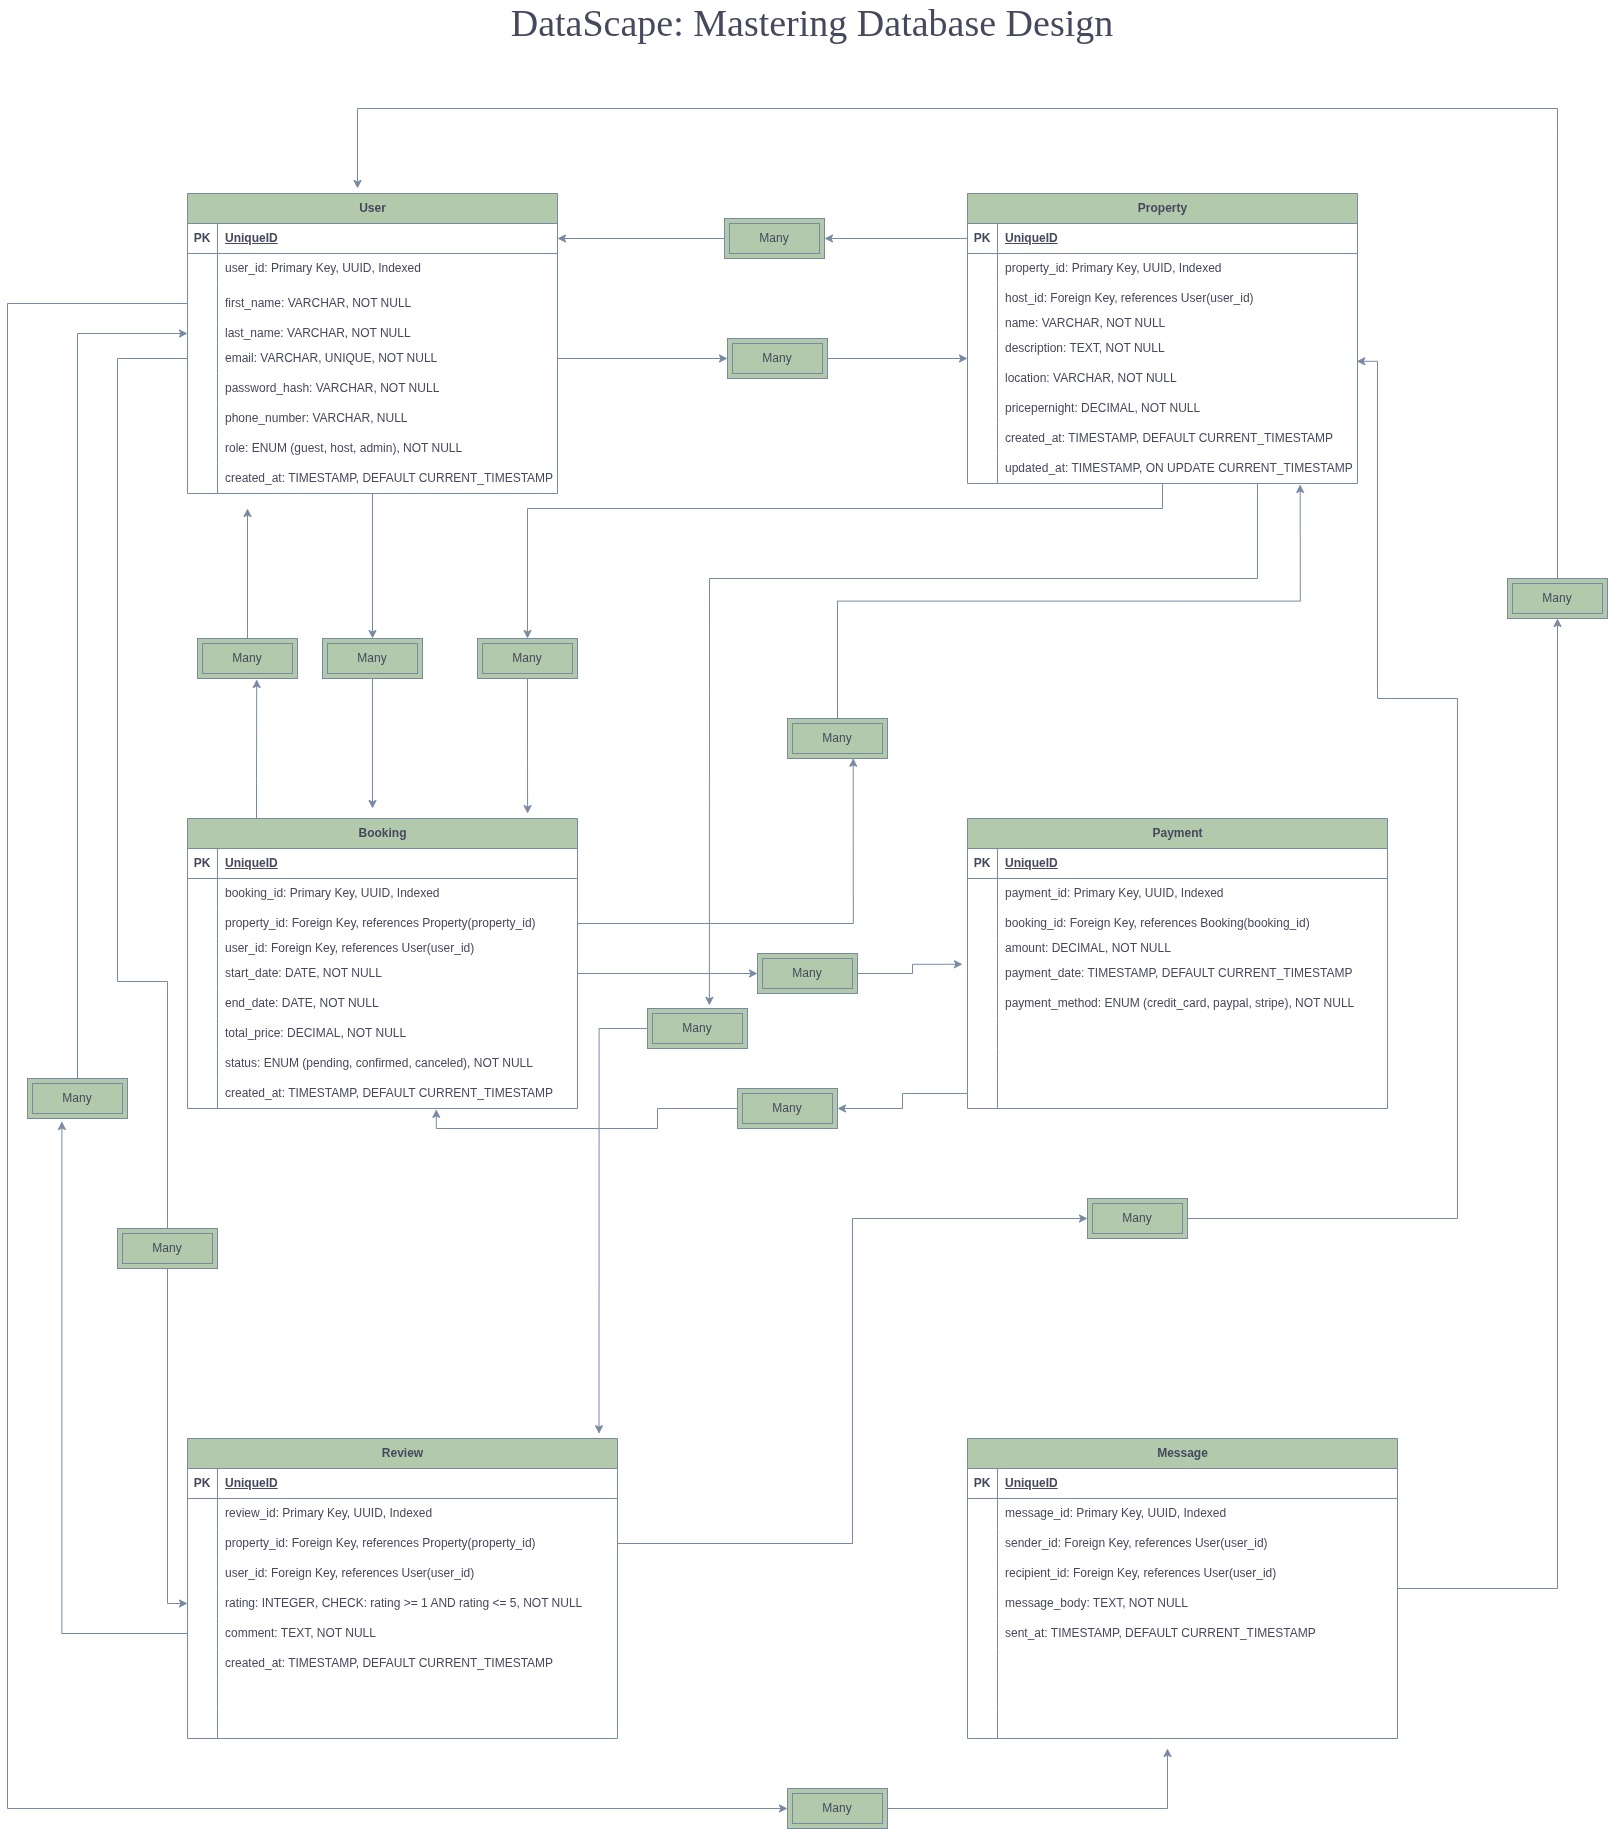 DataScape: Mastering Database Design
User
PK UniqueID
user_id: Primary Key, UUID, Indexed
first_name: VARCHAR, NOT NULL
last_name: VARCHAR, NOT NULL
email: VARCHAR, UNIQUE, NOT NULL
password_hash: VARCHAR, NOT NULL
phone_number: VARCHAR, NULL
role: ENUM (guest, host, admin), NOT NULL
created_at: TIMESTAMP, DEFAULT CURRENT_TIMESTAMP
Many
Many
Property
PK UniqueID
property_id: Primary Key, UUID, Indexed
host_id: Foreign Key, references User(user_id)
name: VARCHAR, NOT NULL
description: TEXT, NOT NULL
location: VARCHAR, NOT NULL
pricepernight: DECIMAL, NOT NULL
created_at: TIMESTAMP, DEFAULT CURRENT_TIMESTAMP
updated_at: TIMESTAMP, ON UPDATE CURRENT_TIMESTAMP
Many
Many
Many
Many
Many
Booking
PK UniqueID
booking_id: Primary Key, UUID, Indexed
property_id: Foreign Key, references Property(property_id)
user_id: Foreign Key, references User(user_id)
start_date: DATE, NOT NULL
end_date: DATE, NOT NULL
total_price: DECIMAL, NOT NULL
status: ENUM (pending, confirmed, canceled), NOT NULL
created_at: TIMESTAMP, DEFAULT CURRENT_TIMESTAMP
Many
Many
Many
Payment
PK UniqueID
payment_id: Primary Key, UUID, Indexed
booking_id: Foreign Key, references Booking(booking_id)
amount: DECIMAL, NOT NULL
payment_date: TIMESTAMP, DEFAULT CURRENT_TIMESTAMP
payment_method: ENUM (credit_card, paypal, stripe), NOT NULL
Many
Many
Many
Review
PK UniqueID
review_id: Primary Key, UUID, Indexed
property_id: Foreign Key, references Property(property_id)
user_id: Foreign Key, references User(user_id)
rating: INTEGER, CHECK: rating >= 1 AND rating <= 5, NOT NULL
comment: TEXT, NOT NULL
created_at: TIMESTAMP, DEFAULT CURRENT_TIMESTAMP
Message
PK UniqueID
message_id: Primary Key, UUID, Indexed
sender_id: Foreign Key, references User(user_id)
recipient_id: Foreign Key, references User(user_id)
message_body: TEXT, NOT NULL
sent_at: TIMESTAMP, DEFAULT CURRENT_TIMESTAMP
Many